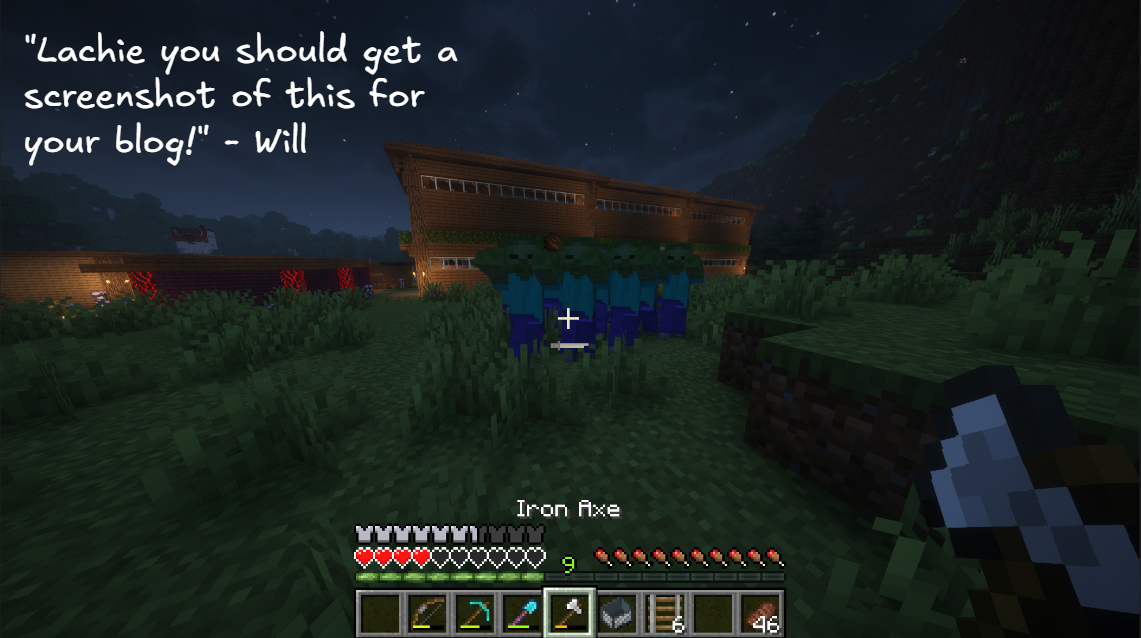 "Lachie you should get a
screenshot of this for
your blog!" - Will
Iron Axe
9
6
46